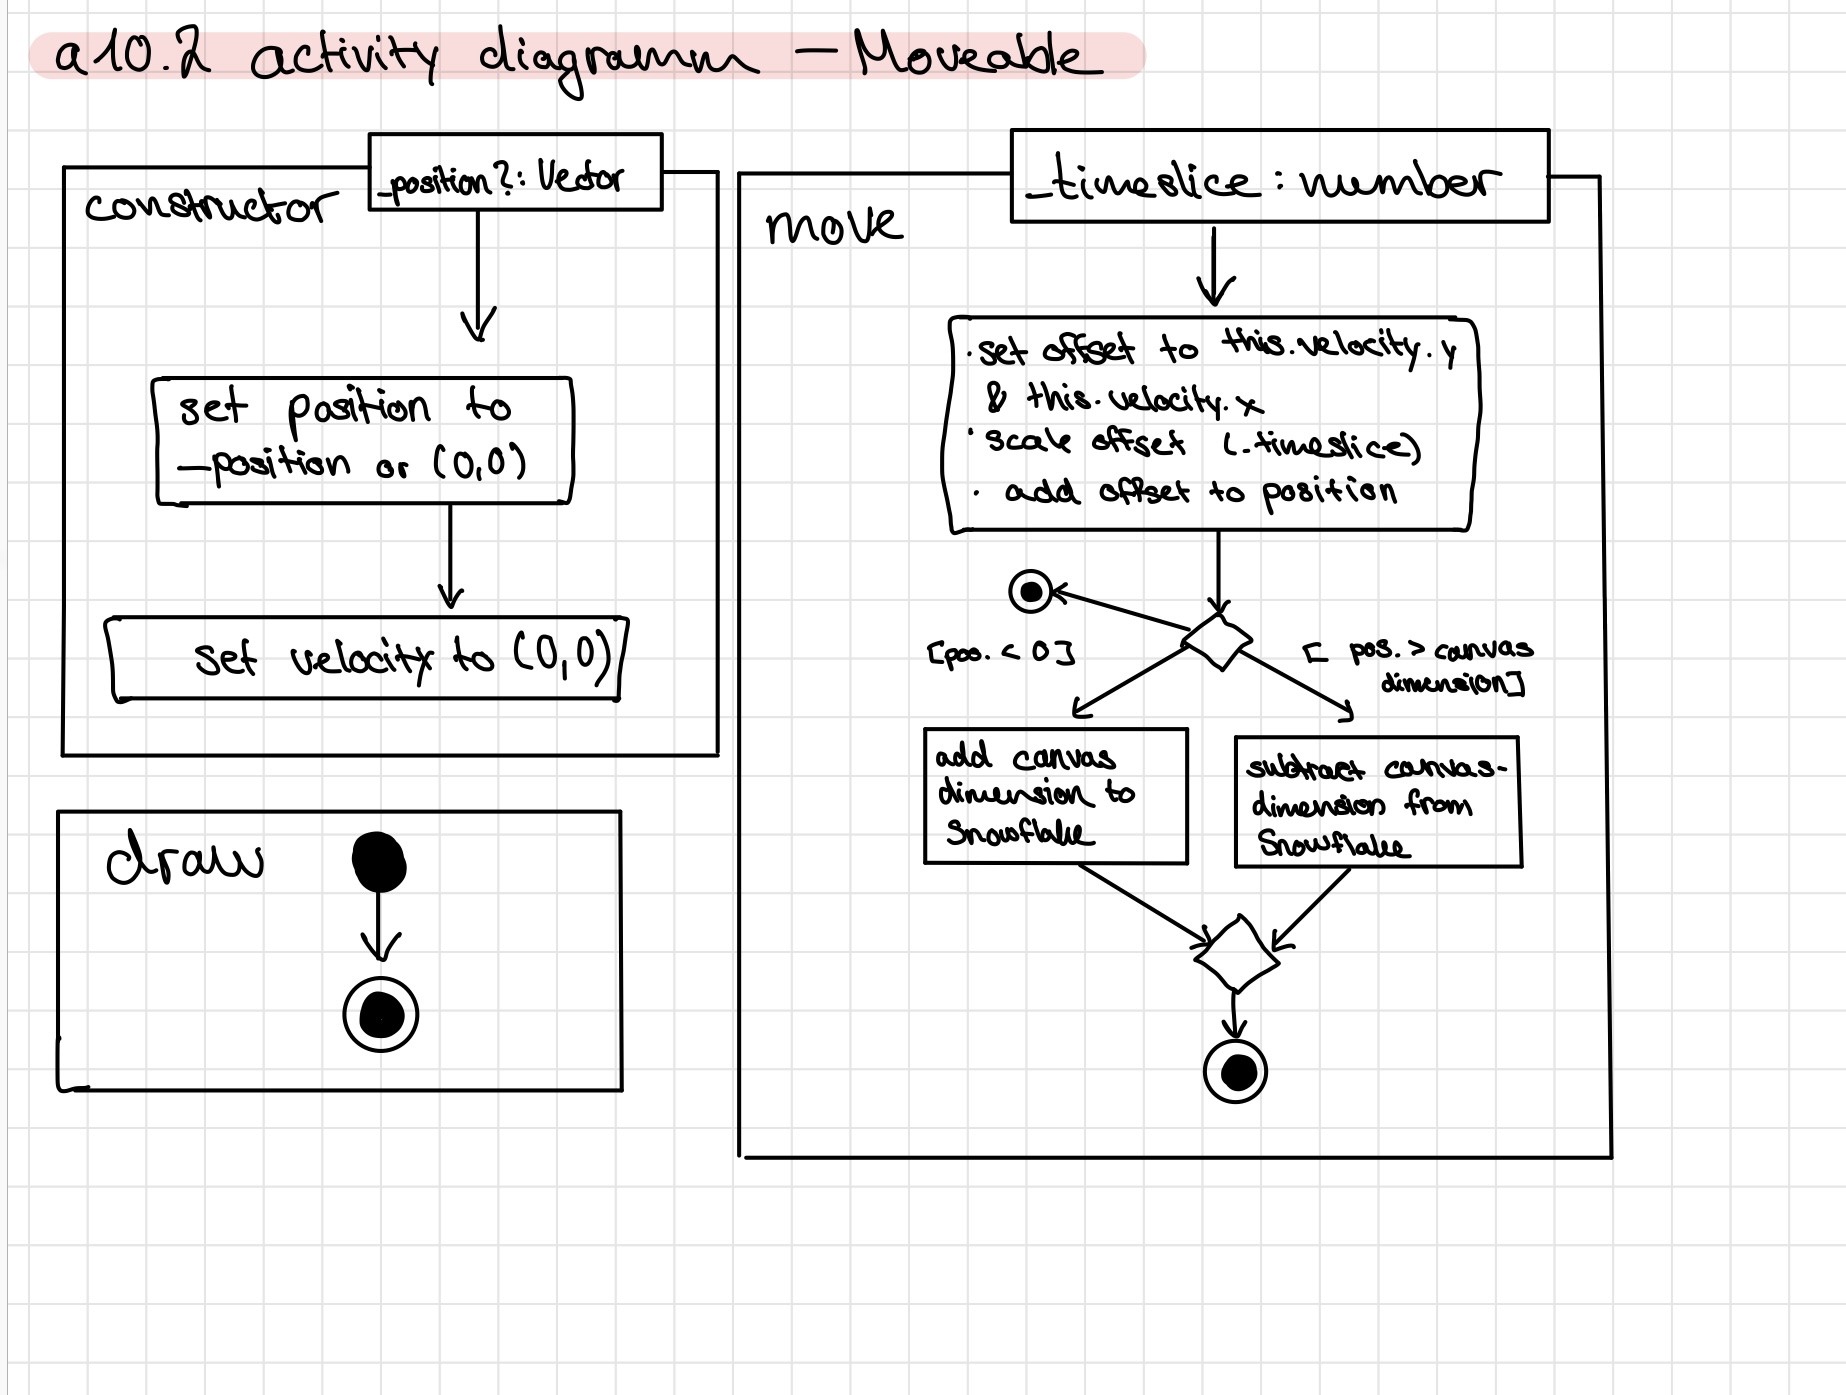 a10.2 activity diagramm – Moveable
constructor
_position?: Vector
set position to
_position or (0,0)
set velocity to (0,0)
draw
move
_timeslice: number
· set offset to this.velocity.y
& this.velocity.x
· scale offset (_timeslice)
· add offset to position
[pos. < 0]
[ pos. > canvas
dimension]
add canvas
dimension to
Snowflake
subtract canvas-
dimension from
Snowflake